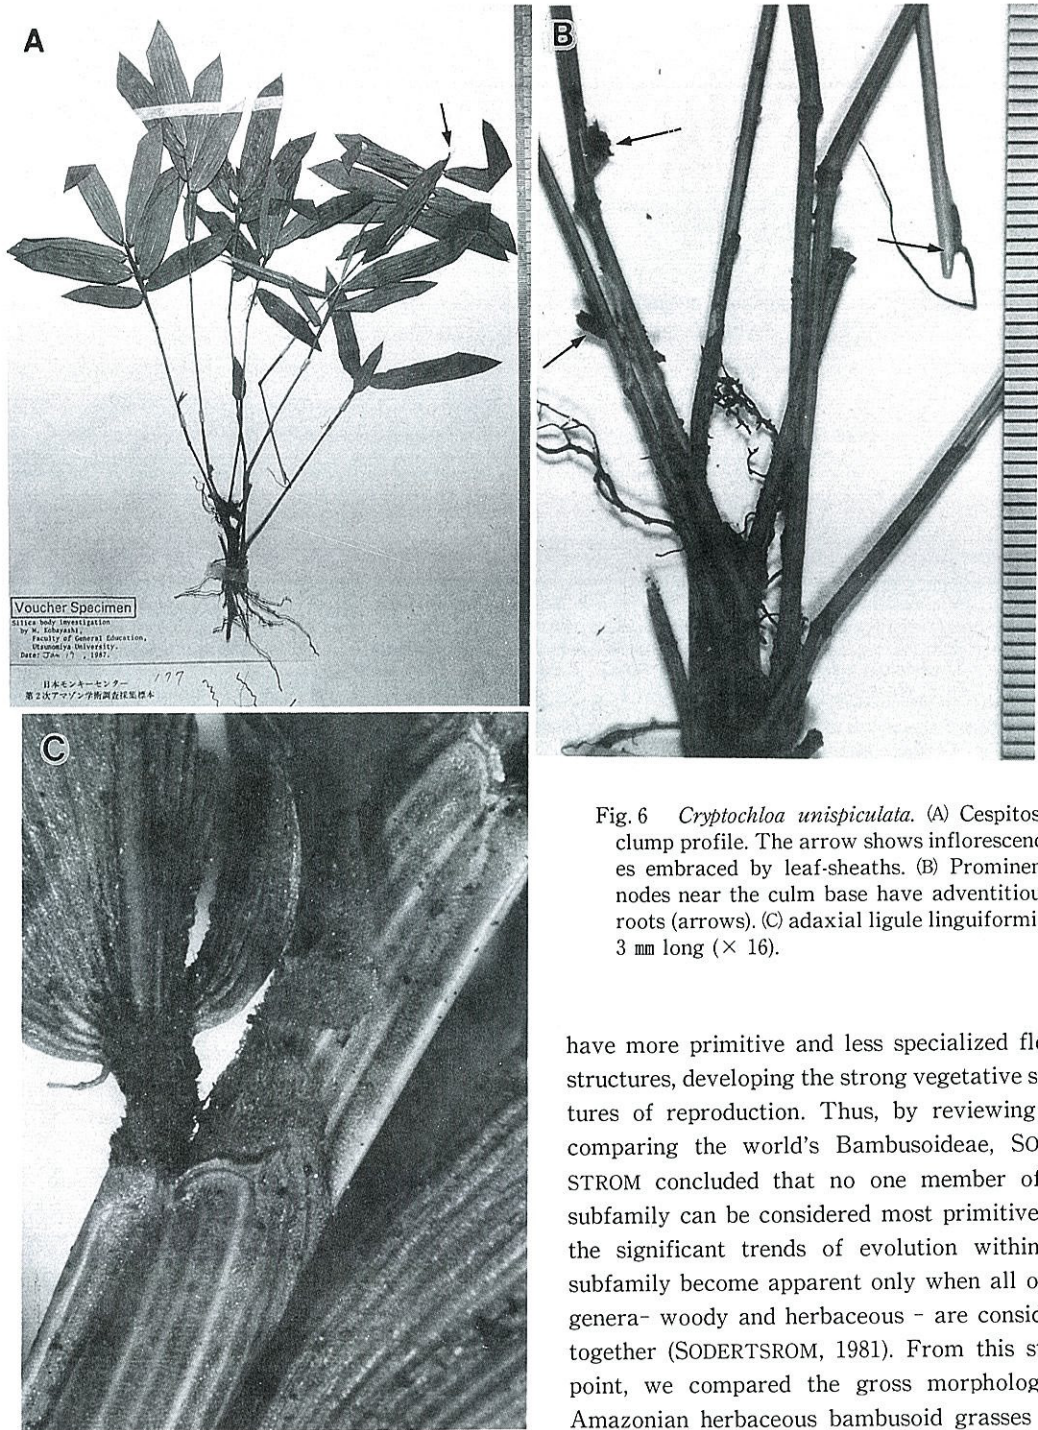 A
B
Voucher Specimen
Silica body investigation
by M. Kobayashi,
Faculty of General Education,
Utsunomiya University.
Date: Jan 17, 1987.
日本モンキーセンター 177
第2次アマゾン学術調査採集標本
C
Fig. 6 Cryptochloa unispiculata. (A) Cespitos
clump profile. The arrow shows inflorescenc
es embraced by leaf-sheaths. (B) Prominen
nodes near the culm base have adventitiou
roots (arrows). (C) adaxial ligule linguiformi
3 mm long (× 16).
have more primitive and less specialized flo
structures, developing the strong vegetative s
tures of reproduction. Thus, by reviewing
comparing the world's Bambusoideae, SO
STROM concluded that no one member of
subfamily can be considered most primitive
the significant trends of evolution within
subfamily become apparent only when all o
genera- woody and herbaceous - are consid
together (SODERTSROM, 1981). From this s
point, we compared the gross morpholog
Amazonian herbaceous bambusoid grasses